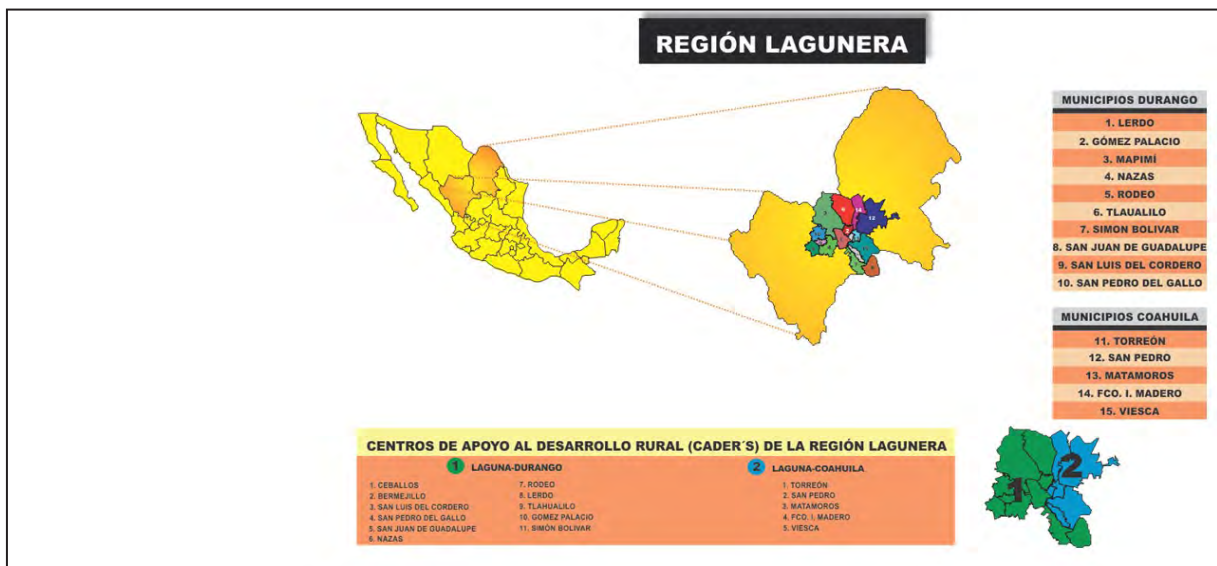 REGIÓN LAGUNERA
MUNICIPIOS DURANGO
1. LERDO
2. GÓMEZ PALACIO
3. MAPIMÍ
4. NAZAS
5. RODEO
6. TLAUALILO
7. SIMON BOLIVAR
8. SAN JUAN DE GUADALUPE
9. SAN LUIS DEL CORDERO
10. SAN PEDRO DEL GALLO
MUNICIPIOS COAHUILA
11. TORREÓN
12. SAN PEDRO
13. MATAMOROS
14. FCO. I. MADERO
15. VIESCA
12
14
CENTROS DE APOYO AL DESARROLLO RURAL (CADER´S) DE LA REGIÓN LAGUNERA
1 LAGUNA-DURANGO
1. CEBALLOS
2. BERMEJILLO
3. SAN LUIS DEL CORDERO
4. SAN PEDRO DEL GALLO
5. SAN JUAN DE GUADALUPE
6. NAZAS
7. RODEO
8. LERDO
9. TLAHUALILO
10. GOMEZ PALACIO
11. SIMÓN BOLIVAR
2 LAGUNA-COAHUILA
1. TORREÓN
2. SAN PEDRO
3. MATAMOROS
4. FCO. I. MADERO
5. VIESCA
1
2